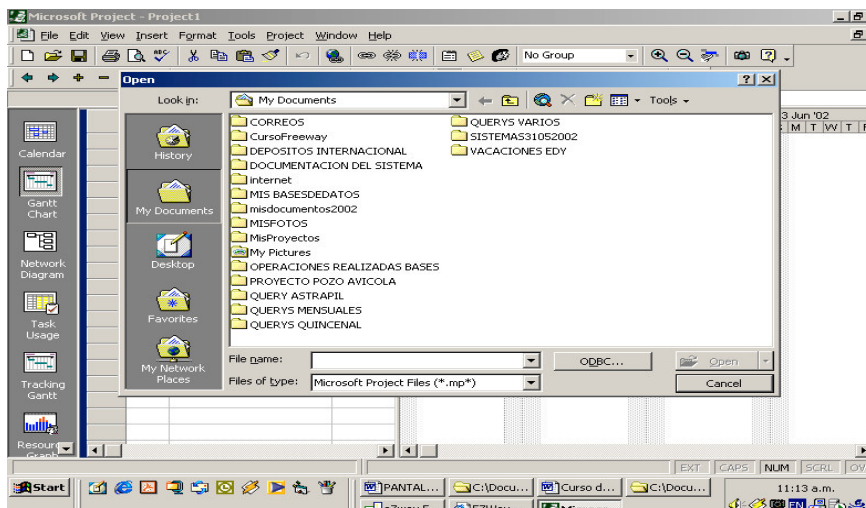 Microsoft Project - Project1
File Edit View Insert Format Tools Project Window Help
No Group
Open
Look in: My Documents Tools
History
My Documents
Desktop
Favorites
My Network
Places
CORREOS
CursoFreeway
DEPOSITOS INTERNACIONAL
DOCUMENTACION DEL SISTEMA
internet
MIS BASESDEDATOS
misdocumentos2002
MISFOTOS
MisProyectos
My Pictures
OPERACIONES REALIZADAS BASES
PROYECTO POZO AVICOLA
QUERY ASTRAPIL
QUERYS MENSUALES
QUERYS QUINCENAL
QUERYS VARIOS
SISTEMAS31052002
VACACIONES EDY
File name: ODBC... Open
Files of type: Microsoft Project Files (*.mp*) Cancel
3 Jun '02
M T W T
Calendar
Gantt
Chart
Network
Diagram
Task
Usage
Tracking
Gantt
EXT CAPS NUM SCRL
Start PANTAL... C:\Docu... Curso d... C:\Docu... 11:13 a.m.
EN